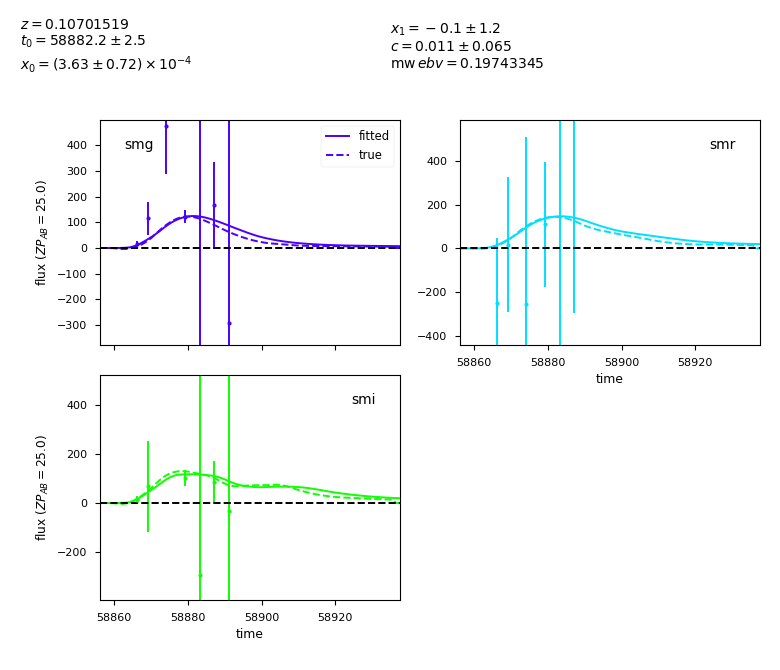 z = 0.10701519
t₀ = 58882.2 ± 2.5
x₀ = (3.63 ± 0.72) × 10⁻⁴
x₁ = −0.1 ± 1.2
c = 0.011 ± 0.065
mwebv = 0.19743345
smg
fitted
true
400
300
200
100
0
−100
−200
−300
flux (ZP_AB = 25.0)
smr
400
200
0
−200
−400
58860 58880 58900 58920
time
smi
400
200
0
−200
flux (ZP_AB = 25.0)
58860 58880 58900 58920
time